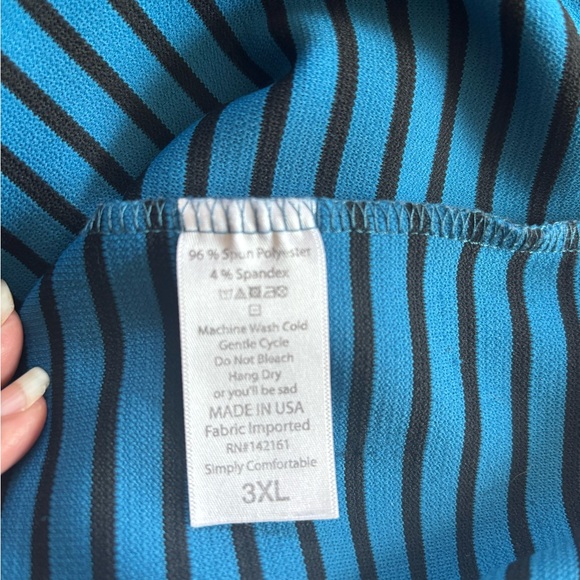 96 % Spun Polyester
4 % Spandex
Machine Wash Cold
Gentle Cycle
Do Not Bleach
Hang Dry
or you'll be sad
MADE IN USA
Fabric Imported
RN#142161
Simply Comfortable
3XL